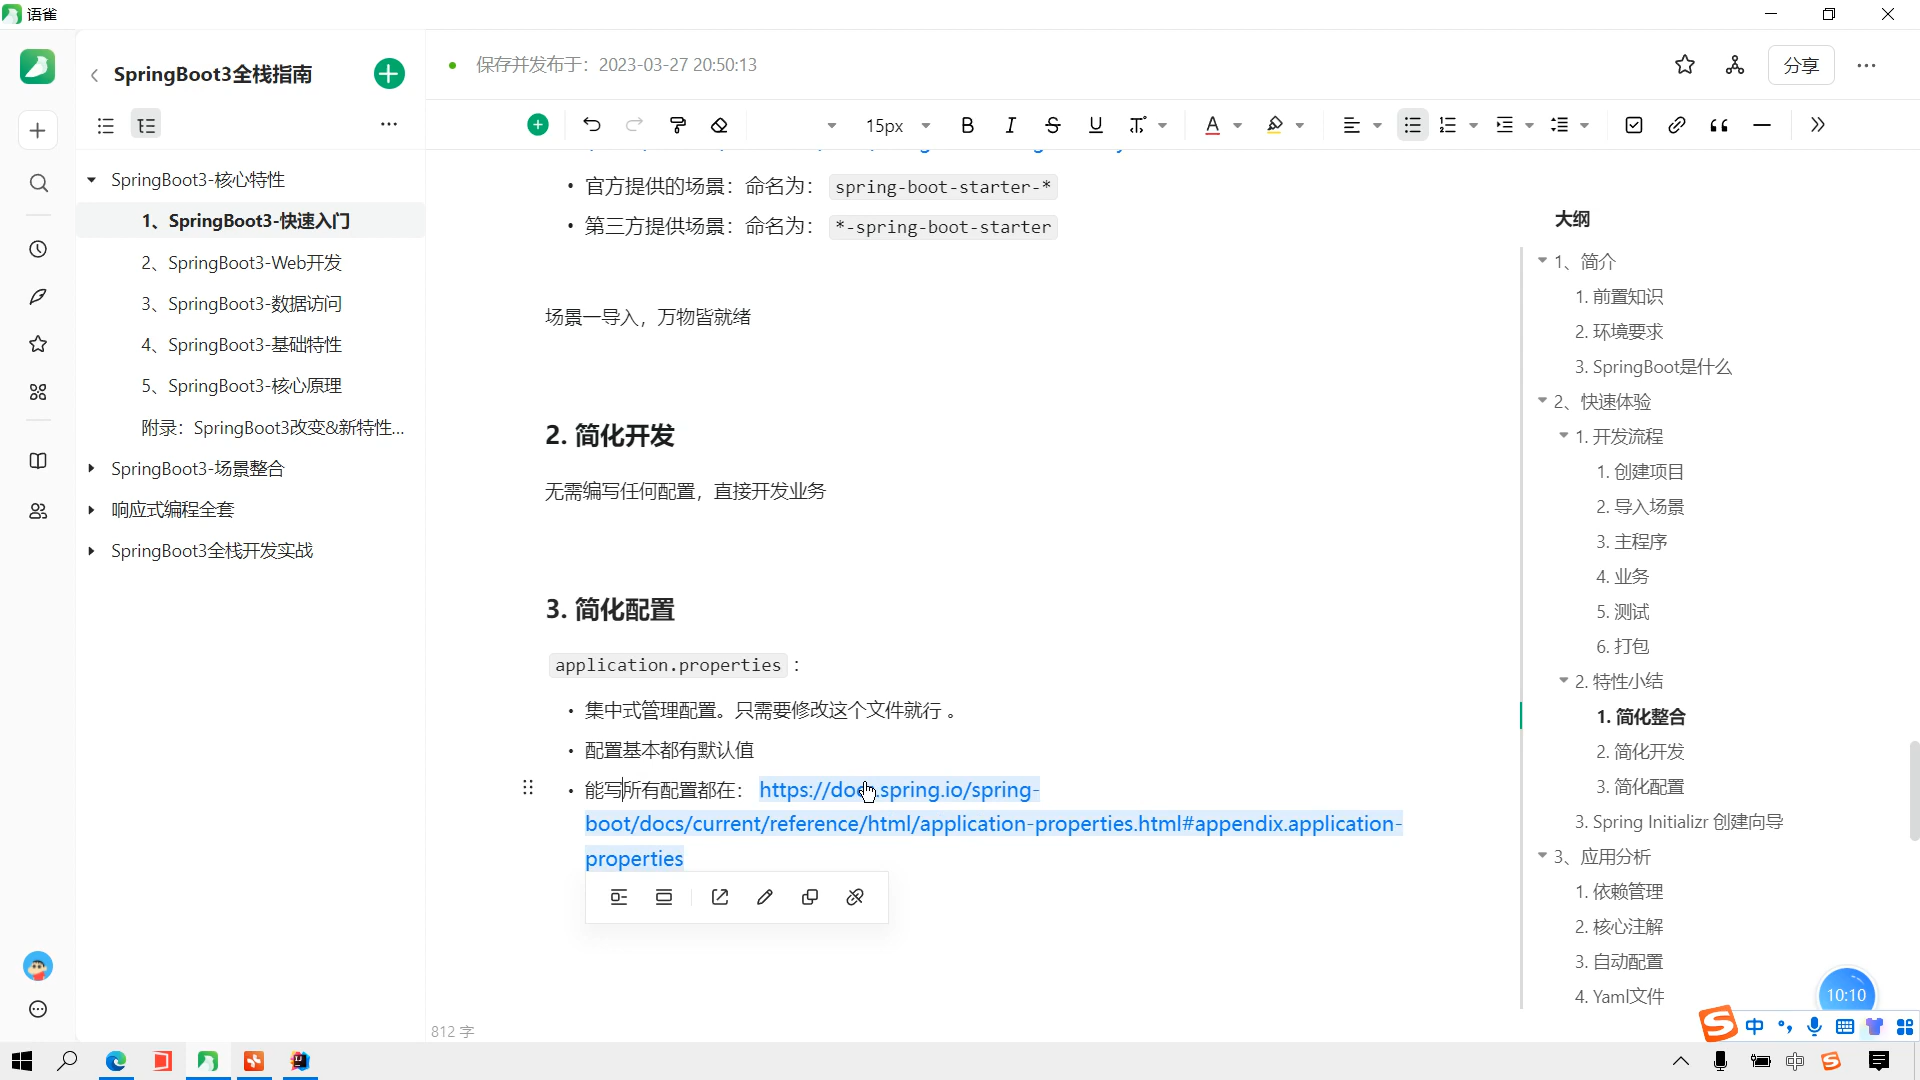 语雀
SpringBoot3全栈指南
保存并发布于：2023-03-27 20:50:13
分享
15px
SpringBoot3-核心特性
1、SpringBoot3-快速入门
2、SpringBoot3-Web开发
3、SpringBoot3-数据访问
4、SpringBoot3-基础特性
5、SpringBoot3-核心原理
附录：SpringBoot3改变&新特性...
SpringBoot3-场景整合
响应式编程全套
SpringBoot3全栈开发实战
官方提供的场景：命名为： spring-boot-starter-*
第三方提供场景：命名为： *-spring-boot-starter
场景一导入，万物皆就绪
2. 简化开发
无需编写任何配置，直接开发业务
3. 简化配置
application.properties：
集中式管理配置。只需要修改这个文件就行 。
配置基本都有默认值
能写所有配置都在： https://docs.spring.io/spring-
boot/docs/current/reference/html/application-properties.html#appendix.application-
properties
812 字
大纲
1、简介
1. 前置知识
2. 环境要求
3. SpringBoot是什么
2、快速体验
1. 开发流程
1. 创建项目
2. 导入场景
3. 主程序
4. 业务
5. 测试
6. 打包
2. 特性小结
1. 简化整合
2. 简化开发
3. 简化配置
3. Spring Initializr 创建向导
3、应用分析
1. 依赖管理
2. 核心注解
3. 自动配置
4. Yaml文件
10:10
中
中